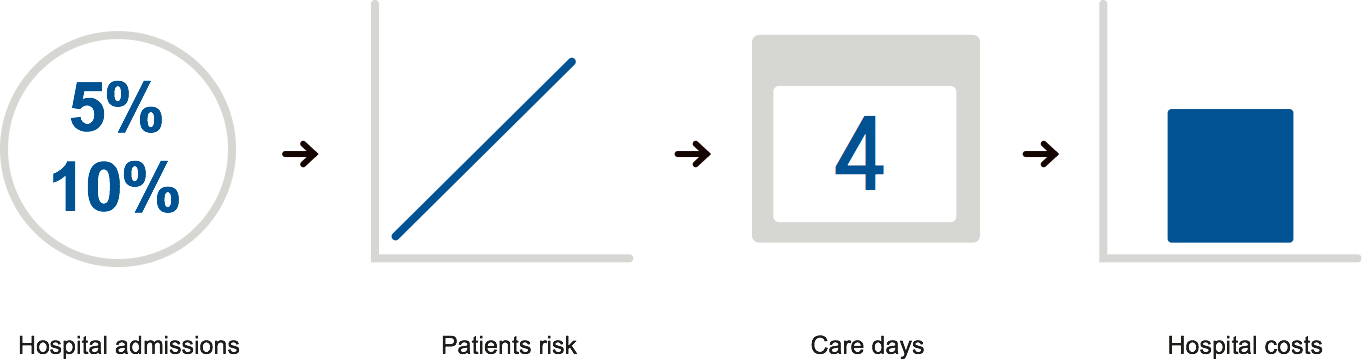 5%
10%
4
Hospital admissions
Patients risk
Care days
Hospital costs